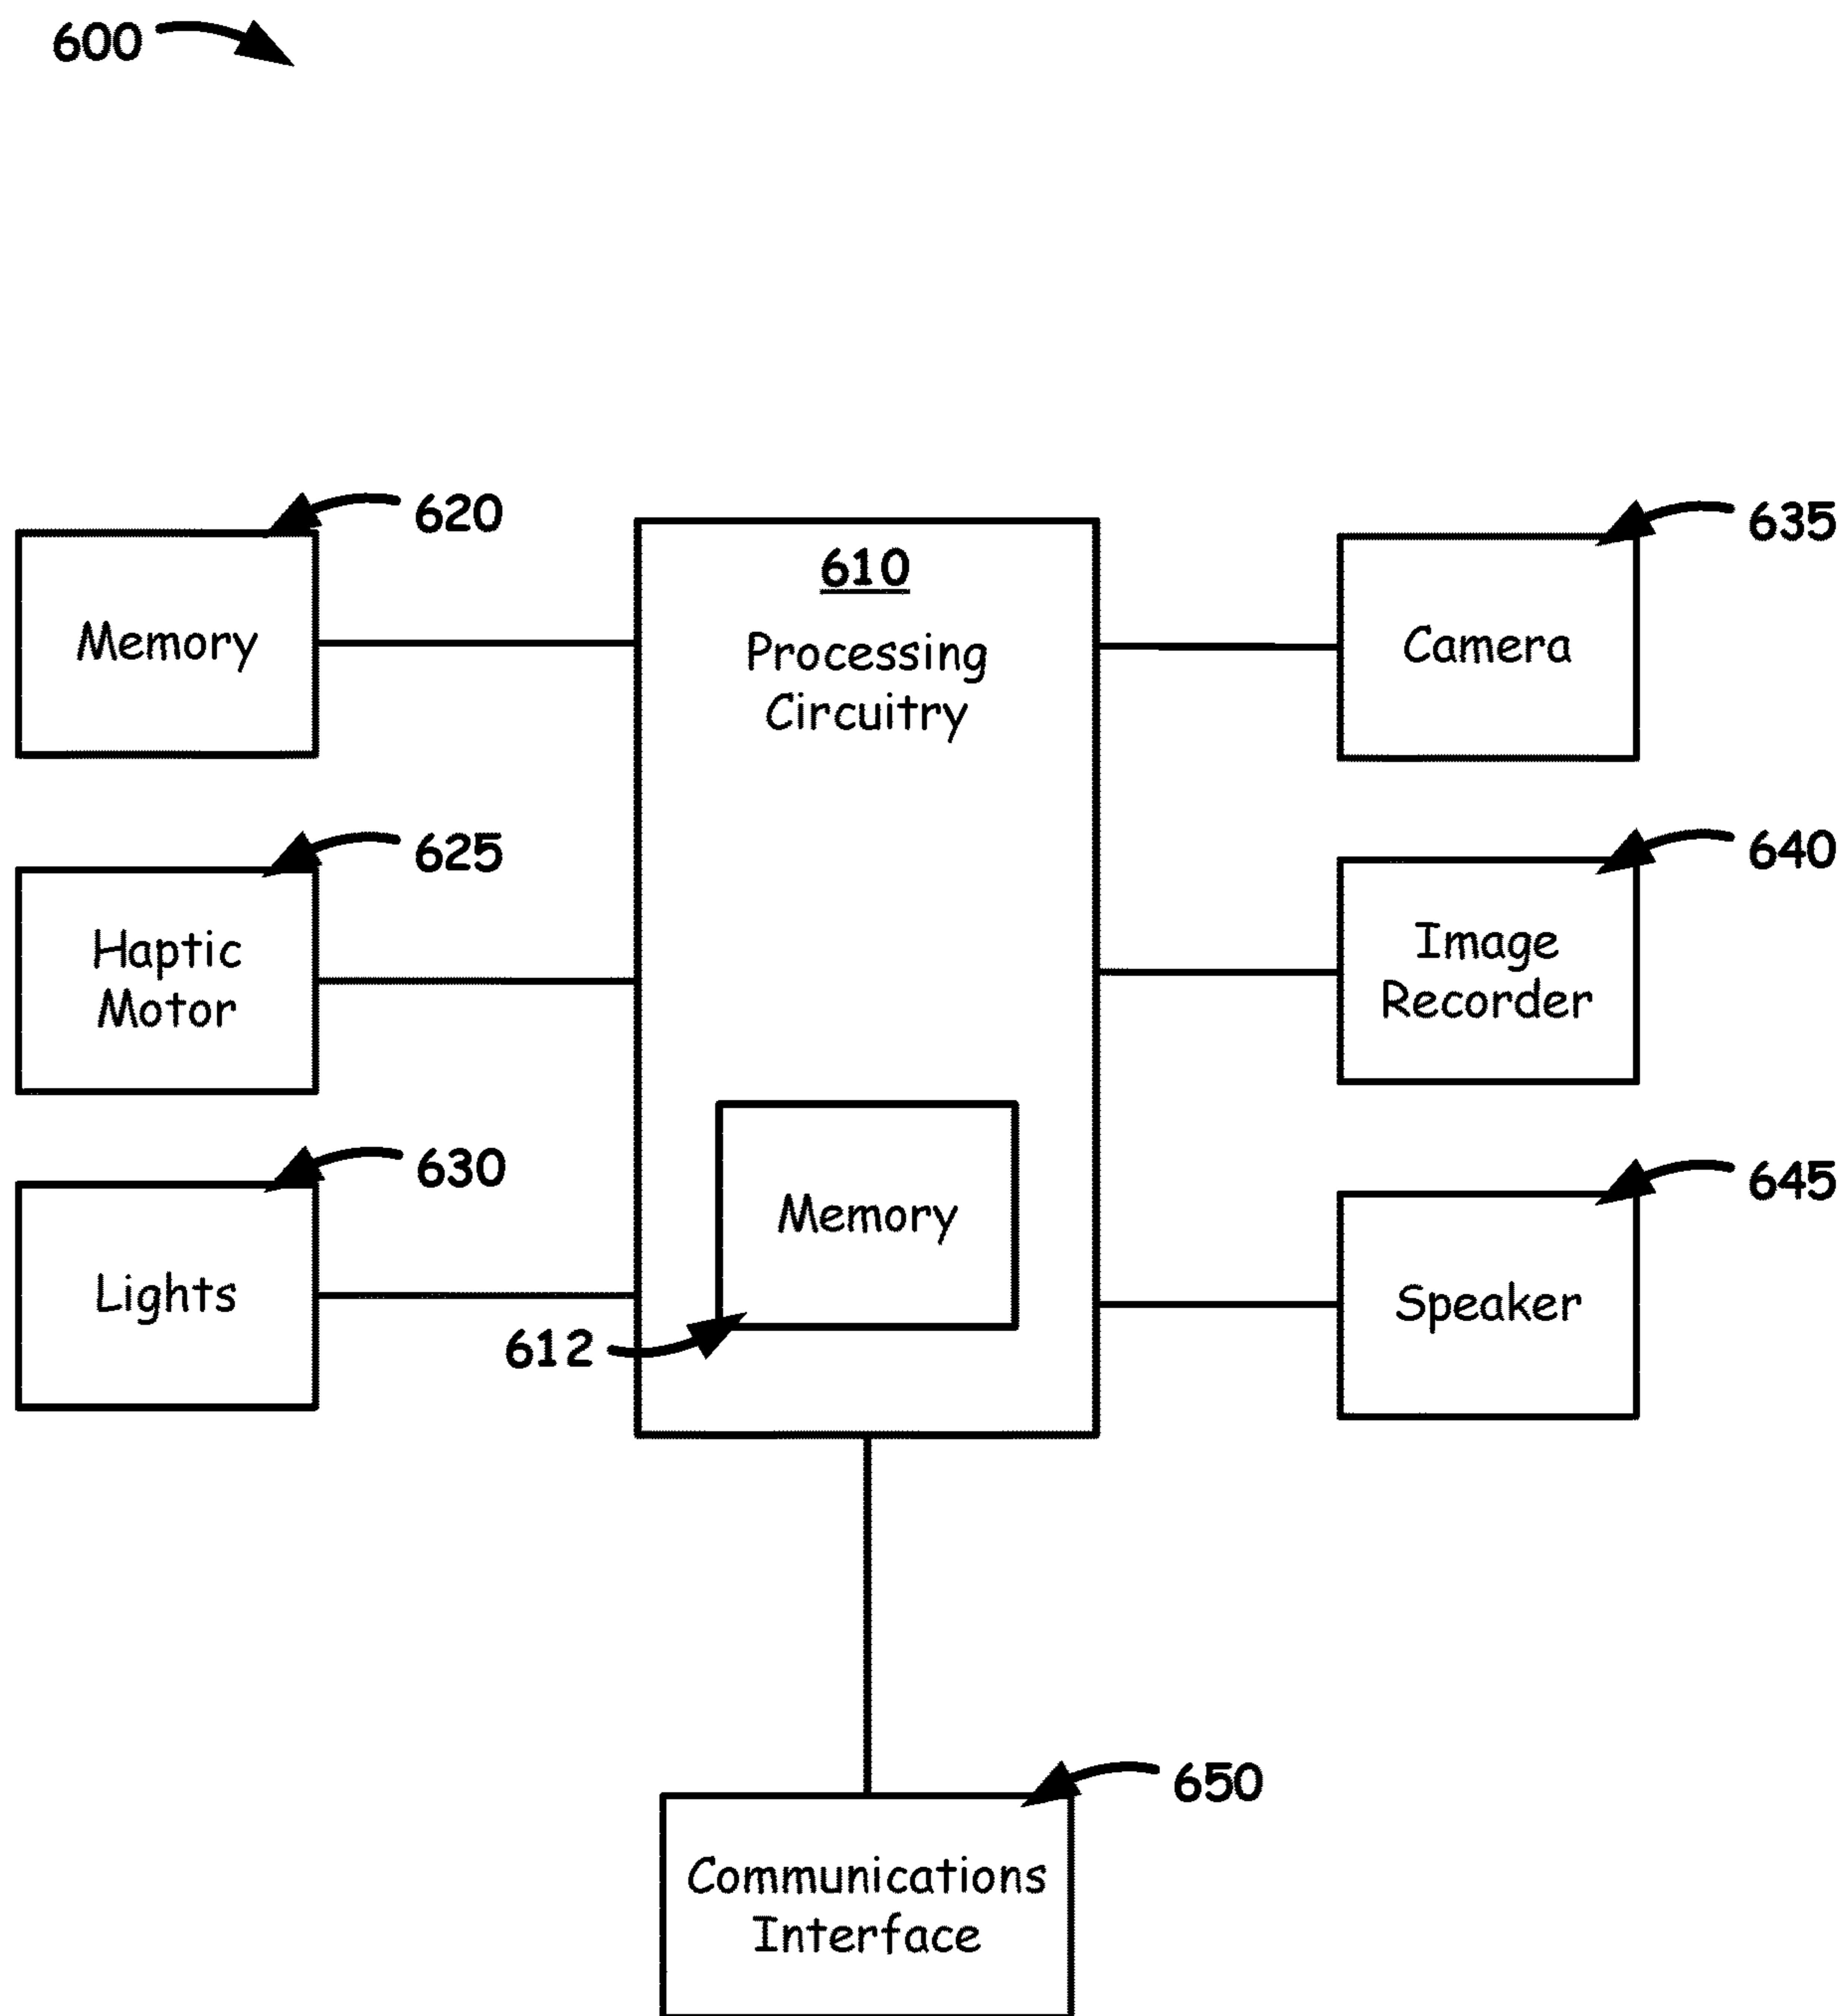 600
620
Memory
625
Haptic
Motor
630
Lights
610
Processing
Circuitry
Memory
612
635
Camera
640
Image
Recorder
645
Speaker
650
Communications
Interface